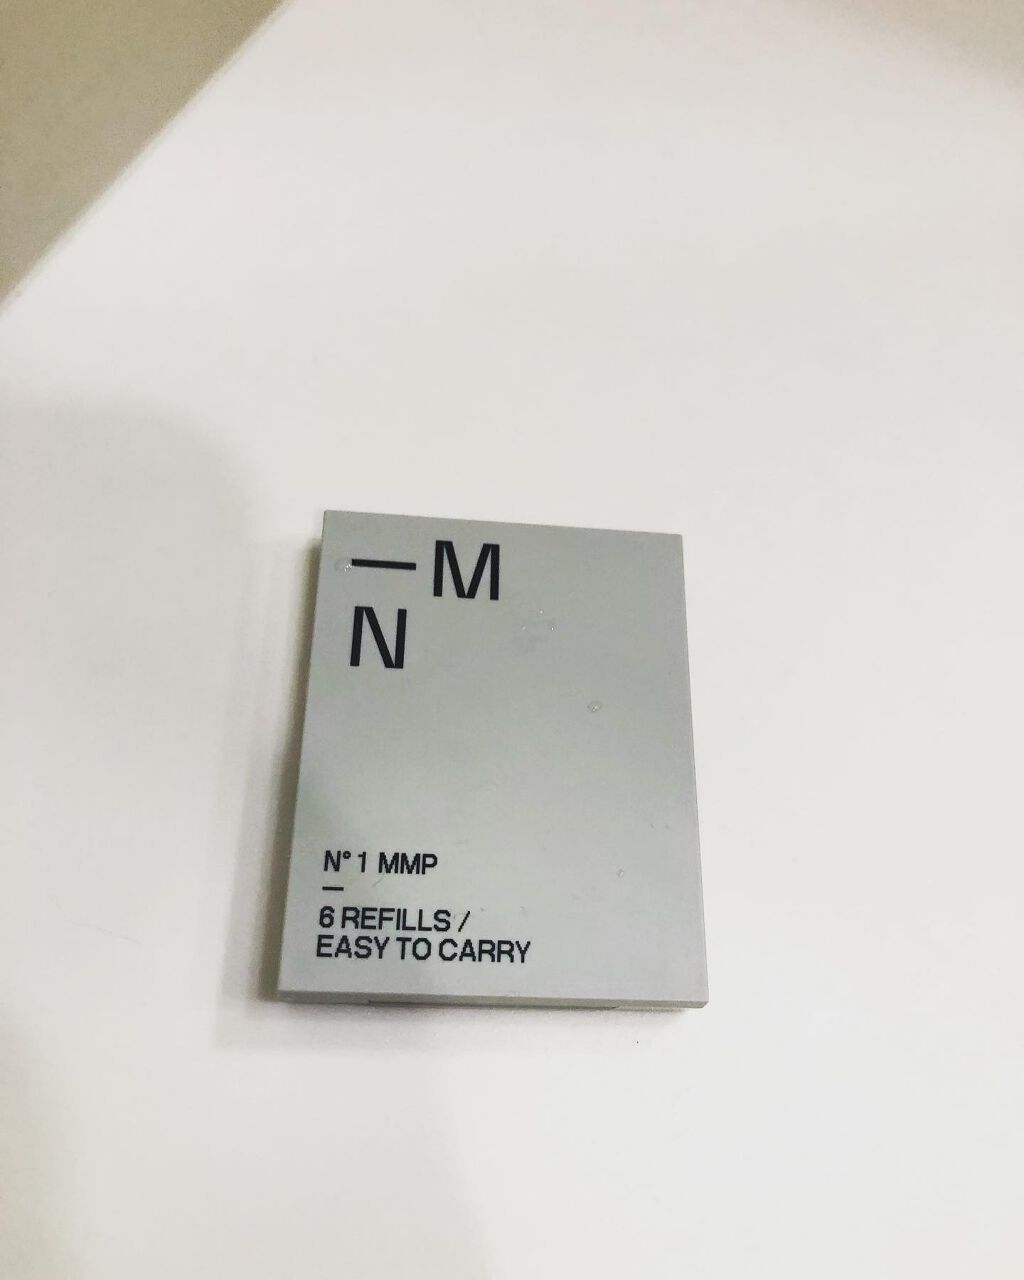 —M
N
N° 1 MMP
—
6 REFILLS /
EASY TO CARRY